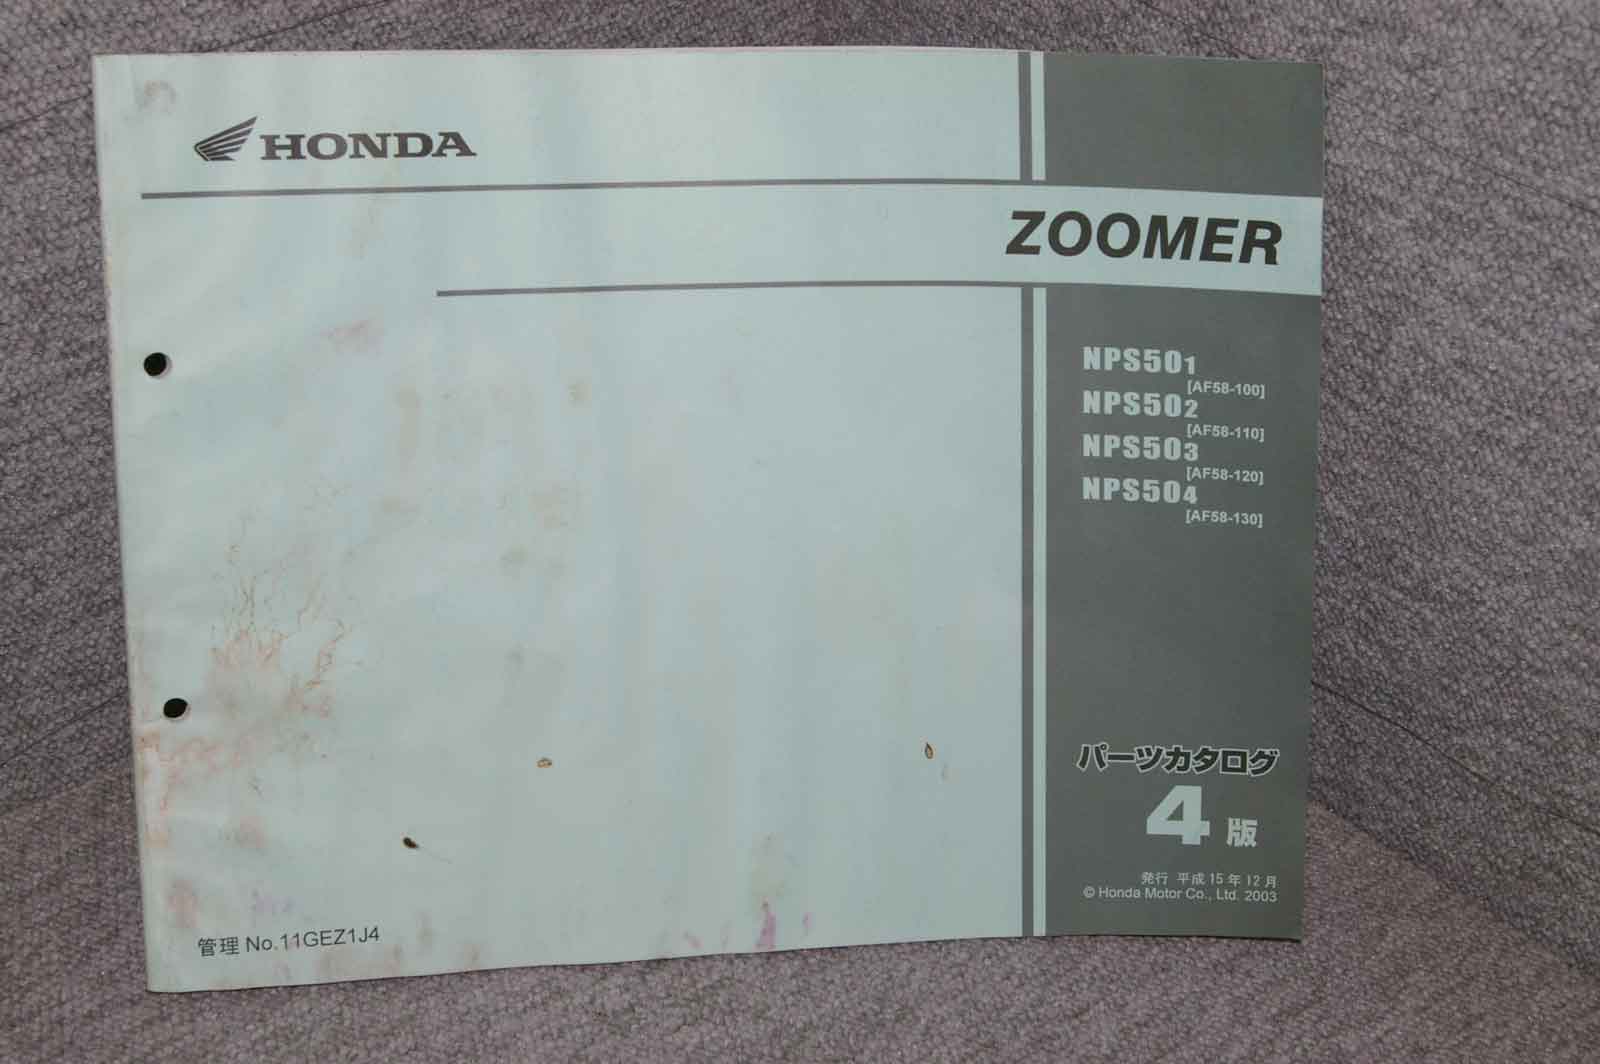 HONDA
ZOOMER
NPS501
[AF58-100]
NPS502
[AF58-110]
NPS503
[AF58-120]
NPS504
[AF58-130]
パーツカタログ
4版
発行 平成15年12月
© Honda Motor Co., Ltd. 2003
管理 No.11GEZ1J4